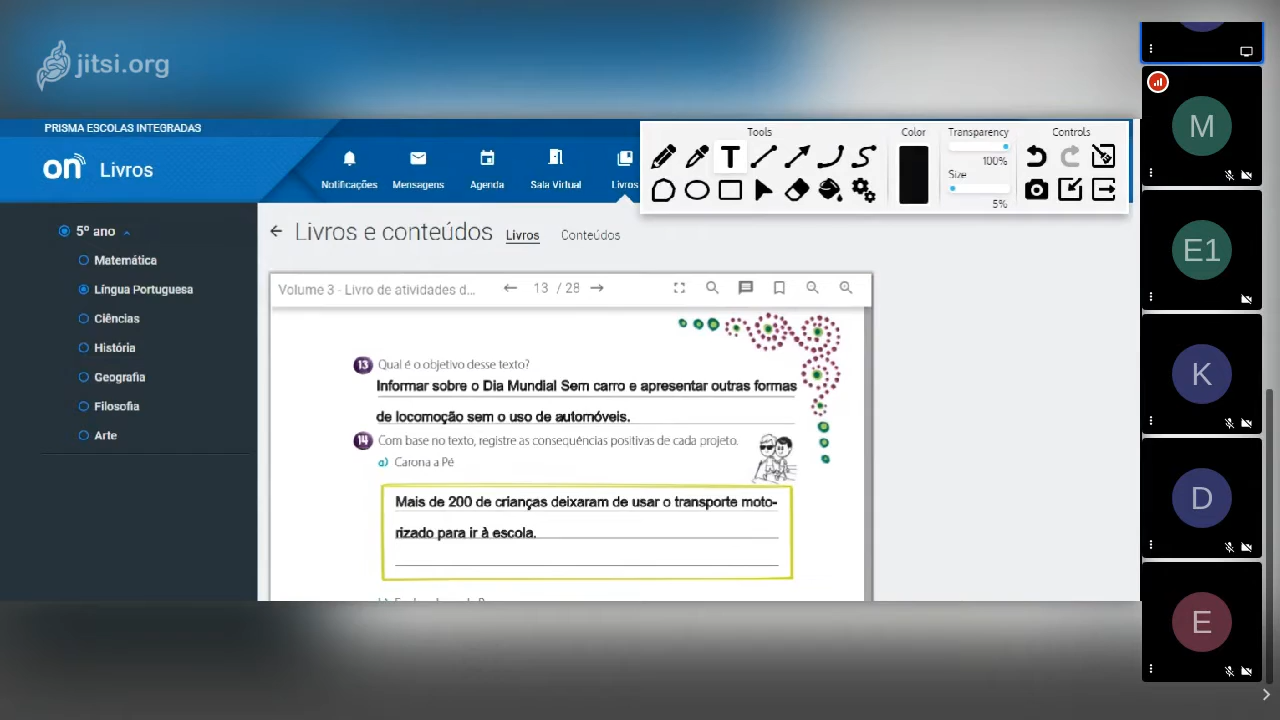 jitsi.org
PRISMA ESCOLAS INTEGRADAS
on Livros
Notificações
Mensagens
Agenda
Sala Virtual
Livros
Tools
T
Color
Transparency
100%
Size
5%
Controls
5º ano
Matemática
Língua Portuguesa
Ciências
História
Geografia
Filosofia
Arte
Livros e conteúdos
Livros
Conteúdos
Volume 3 - Livro de atividades d...
13 / 28
13 Qual é o objetivo desse texto?
Informar sobre o Dia Mundial Sem carro e apresentar outras formas
de locomoção sem o uso de automóveis.
14 Com base no texto, registre as consequências positivas de cada projeto.
a) Carona a Pé
Mais de 200 de crianças deixaram de usar o transporte moto-
rizado para ir à escola.
M
E1
K
D
E